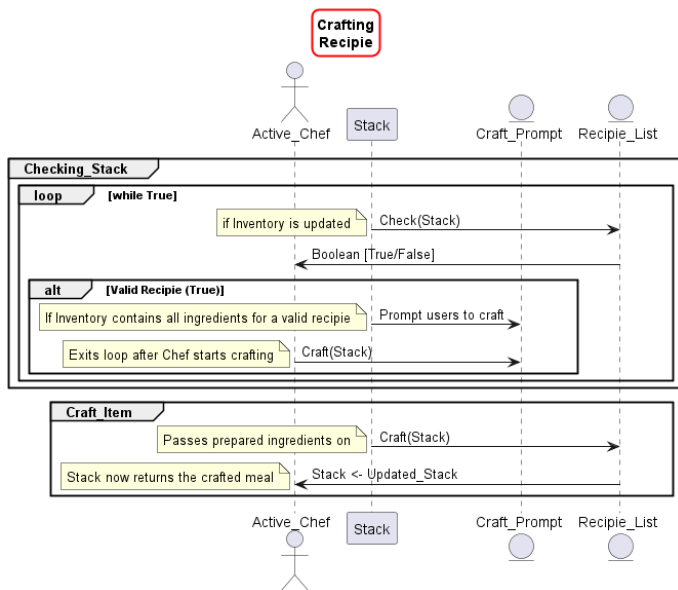 Crafting
Recipie
Active_Chef
Stack
Craft_Prompt
Recipie_List
Checking_Stack
loop
[while True]
if Inventory is updated
Check(Stack)
Boolean [True/False]
alt
[Valid Recipie (True)]
If Inventory contains all ingredients for a valid recipie
Prompt users to craft
Exits loop after Chef starts crafting
Craft(Stack)
Craft_Item
Passes prepared ingredients on
Craft(Stack)
Stack now returns the crafted meal
Stack <- Updated_Stack
Active_Chef
Stack
Craft_Prompt
Recipie_List